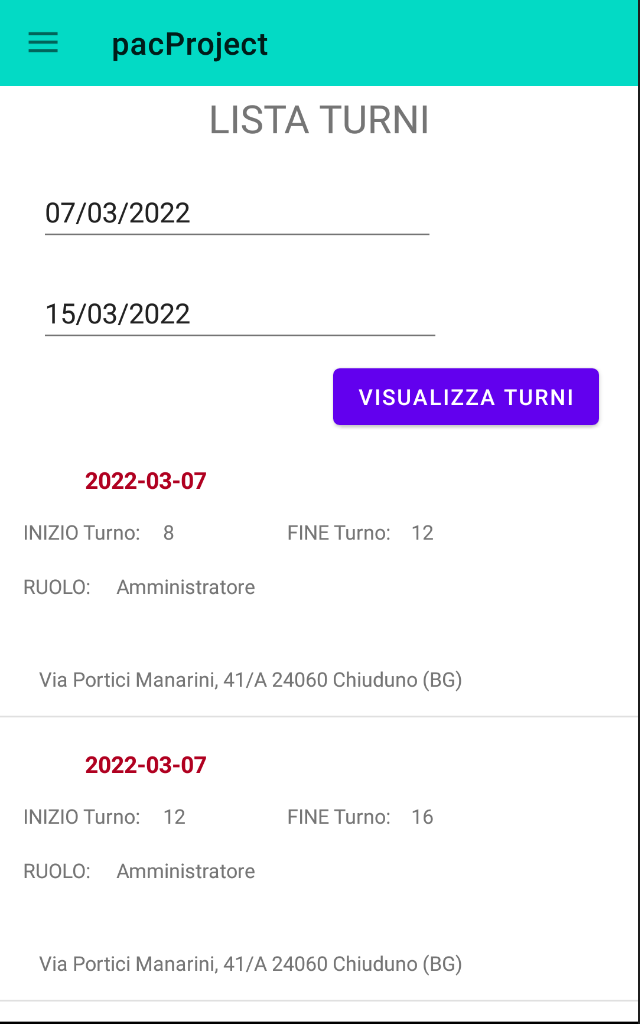 pacProject
LISTA TURNI
07/03/2022
15/03/2022
VISUALIZZA TURNI
2022-03-07
INIZIO Turno: 8 FINE Turno: 12
RUOLO: Amministratore
Via Portici Manarini, 41/A 24060 Chiuduno (BG)
2022-03-07
INIZIO Turno: 12 FINE Turno: 16
RUOLO: Amministratore
Via Portici Manarini, 41/A 24060 Chiuduno (BG)